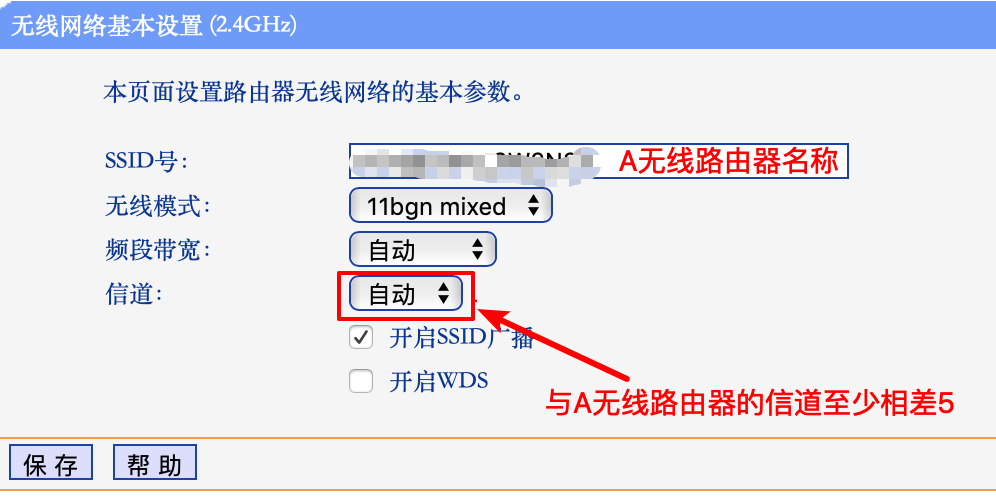 无线网络基本设置 (2.4GHz)
本页面设置路由器无线网络的基本参数。
SSID号: A无线路由器名称
无线模式: 11bgn mixed
频段带宽: 自动
信道: 自动
开启SSID广播
开启WDS
与A无线路由器的信道至少相差5
保 存 帮 助